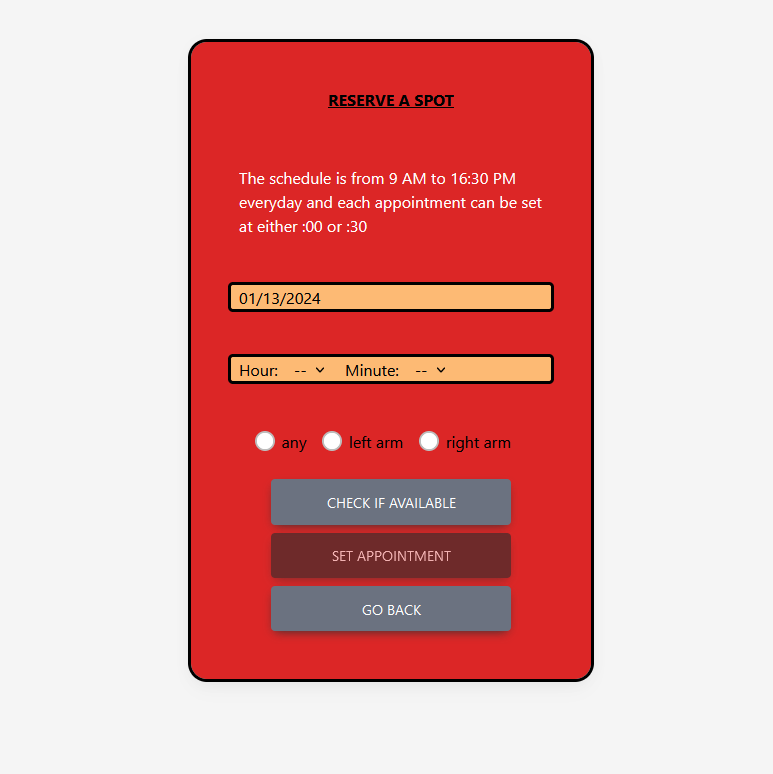 RESERVE A SPOT
The schedule is from 9 AM to 16:30 PM
everyday and each appointment can be set
at either :00 or :30
01/13/2024
Hour: -- Minute: --
any left arm right arm
CHECK IF AVAILABLE
SET APPOINTMENT
GO BACK